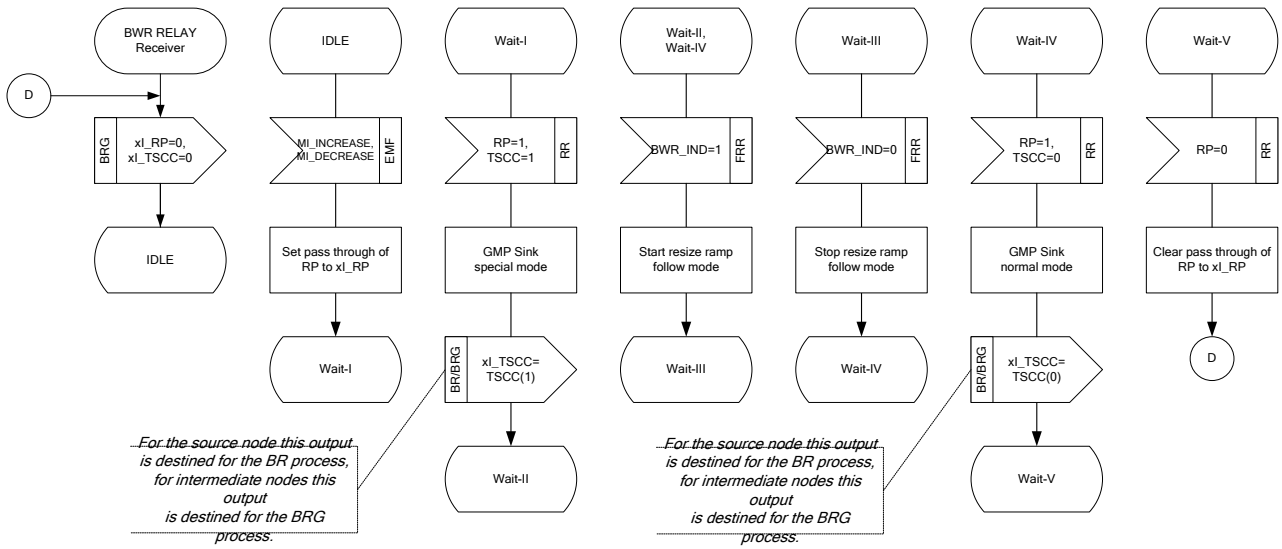 BWR RELAY
Receiver
D
BRG
xI_RP=0,
xI_TSCC=0
IDLE
IDLE
MI_INCREASE,
MI_DECREASE
EMF
Set pass through of
RP to xI_RP
Wait-I
Wait-I
RP=1,
TSCC=1
RR
GMP Sink
special mode
BR/BRG
xI_TSCC=
TSCC(1)
Wait-II
For the source node this output
is destined for the BR process,
for intermediate nodes this
output
is destined for the BRG
process.
Wait-II,
Wait-IV
BWR_IND=1
FRR
Start resize ramp
follow mode
Wait-III
Wait-III
BWR_IND=0
FRR
Stop resize ramp
follow mode
Wait-IV
Wait-IV
RP=1,
TSCC=0
RR
GMP Sink
normal mode
BR/BRG
xI_TSCC=
TSCC(0)
Wait-V
For the source node this output
is destined for the BR process,
for intermediate nodes this
output
is destined for the BRG
process.
Wait-V
RP=0
RR
Clear pass through of
RP to xI_RP
D